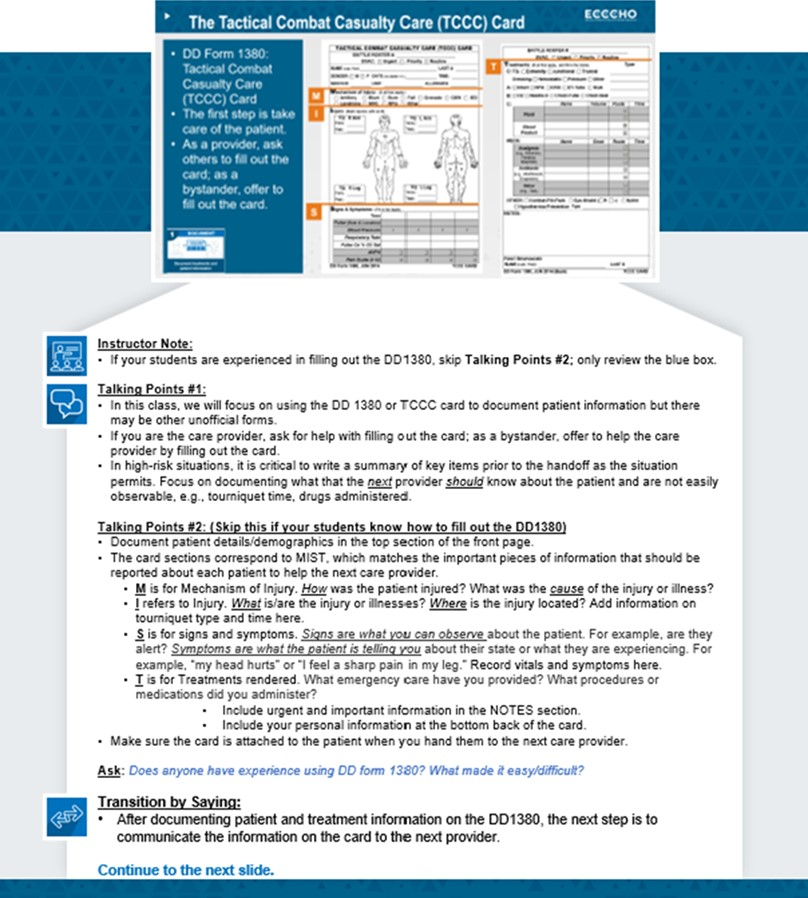 The Tactical Combat Casualty Care (TCCC) Card
ECCCHO
• DD Form 1380:
Tactical Combat
Casualty Care
(TCCC) Card
• The first step is take
care of the patient.
• As a provider, ask
others to fill out the
card; as a
bystander, offer to
fill out the card.
TACTICAL COMBAT CASUALTY CARE (TCCC) CARD
M
I
S
T
Instructor Note:
• If your students are experienced in filling out the DD1380, skip Talking Points #2; only review the blue box.
Talking Points #1:
• In this class, we will focus on using the DD 1380 or TCCC card to document patient information but there
may be other unofficial forms.
• If you are the care provider, ask for help with filling out the card; as a bystander, offer to help the care
provider by filling out the card.
• In high-risk situations, it is critical to write a summary of key items prior to the handoff as the situation
permits. Focus on documenting what that the next provider should know about the patient and are not easily
observable, e.g., tourniquet time, drugs administered.
Talking Points #2: (Skip this if your students know how to fill out the DD1380)
• Document patient details/demographics in the top section of the front page.
• The card sections correspond to MIST, which matches the important pieces of information that should be
reported about each patient to help the next care provider.
• M is for Mechanism of Injury. How was the patient injured? What was the cause of the injury or illness?
• I refers to Injury. What is/are the injury or illnesses? Where is the injury located? Add information on
tourniquet type and time here.
• S is for signs and symptoms. Signs are what you can observe about the patient. For example, are they
alert? Symptoms are what the patient is telling you about their state or what they are experiencing. For
example, "my head hurts" or "I feel a sharp pain in my leg." Record vitals and symptoms here.
• T is for Treatments rendered. What emergency care have you provided? What procedures or
medications did you administer?
• Include urgent and important information in the NOTES section.
• Include your personal information at the bottom back of the card.
• Make sure the card is attached to the patient when you hand them to the next care provider.
Ask: Does anyone have experience using DD form 1380? What made it easy/difficult?
Transition by Saying:
• After documenting patient and treatment information on the DD1380, the next step is to
communicate the information on the card to the next provider.
Continue to the next slide.